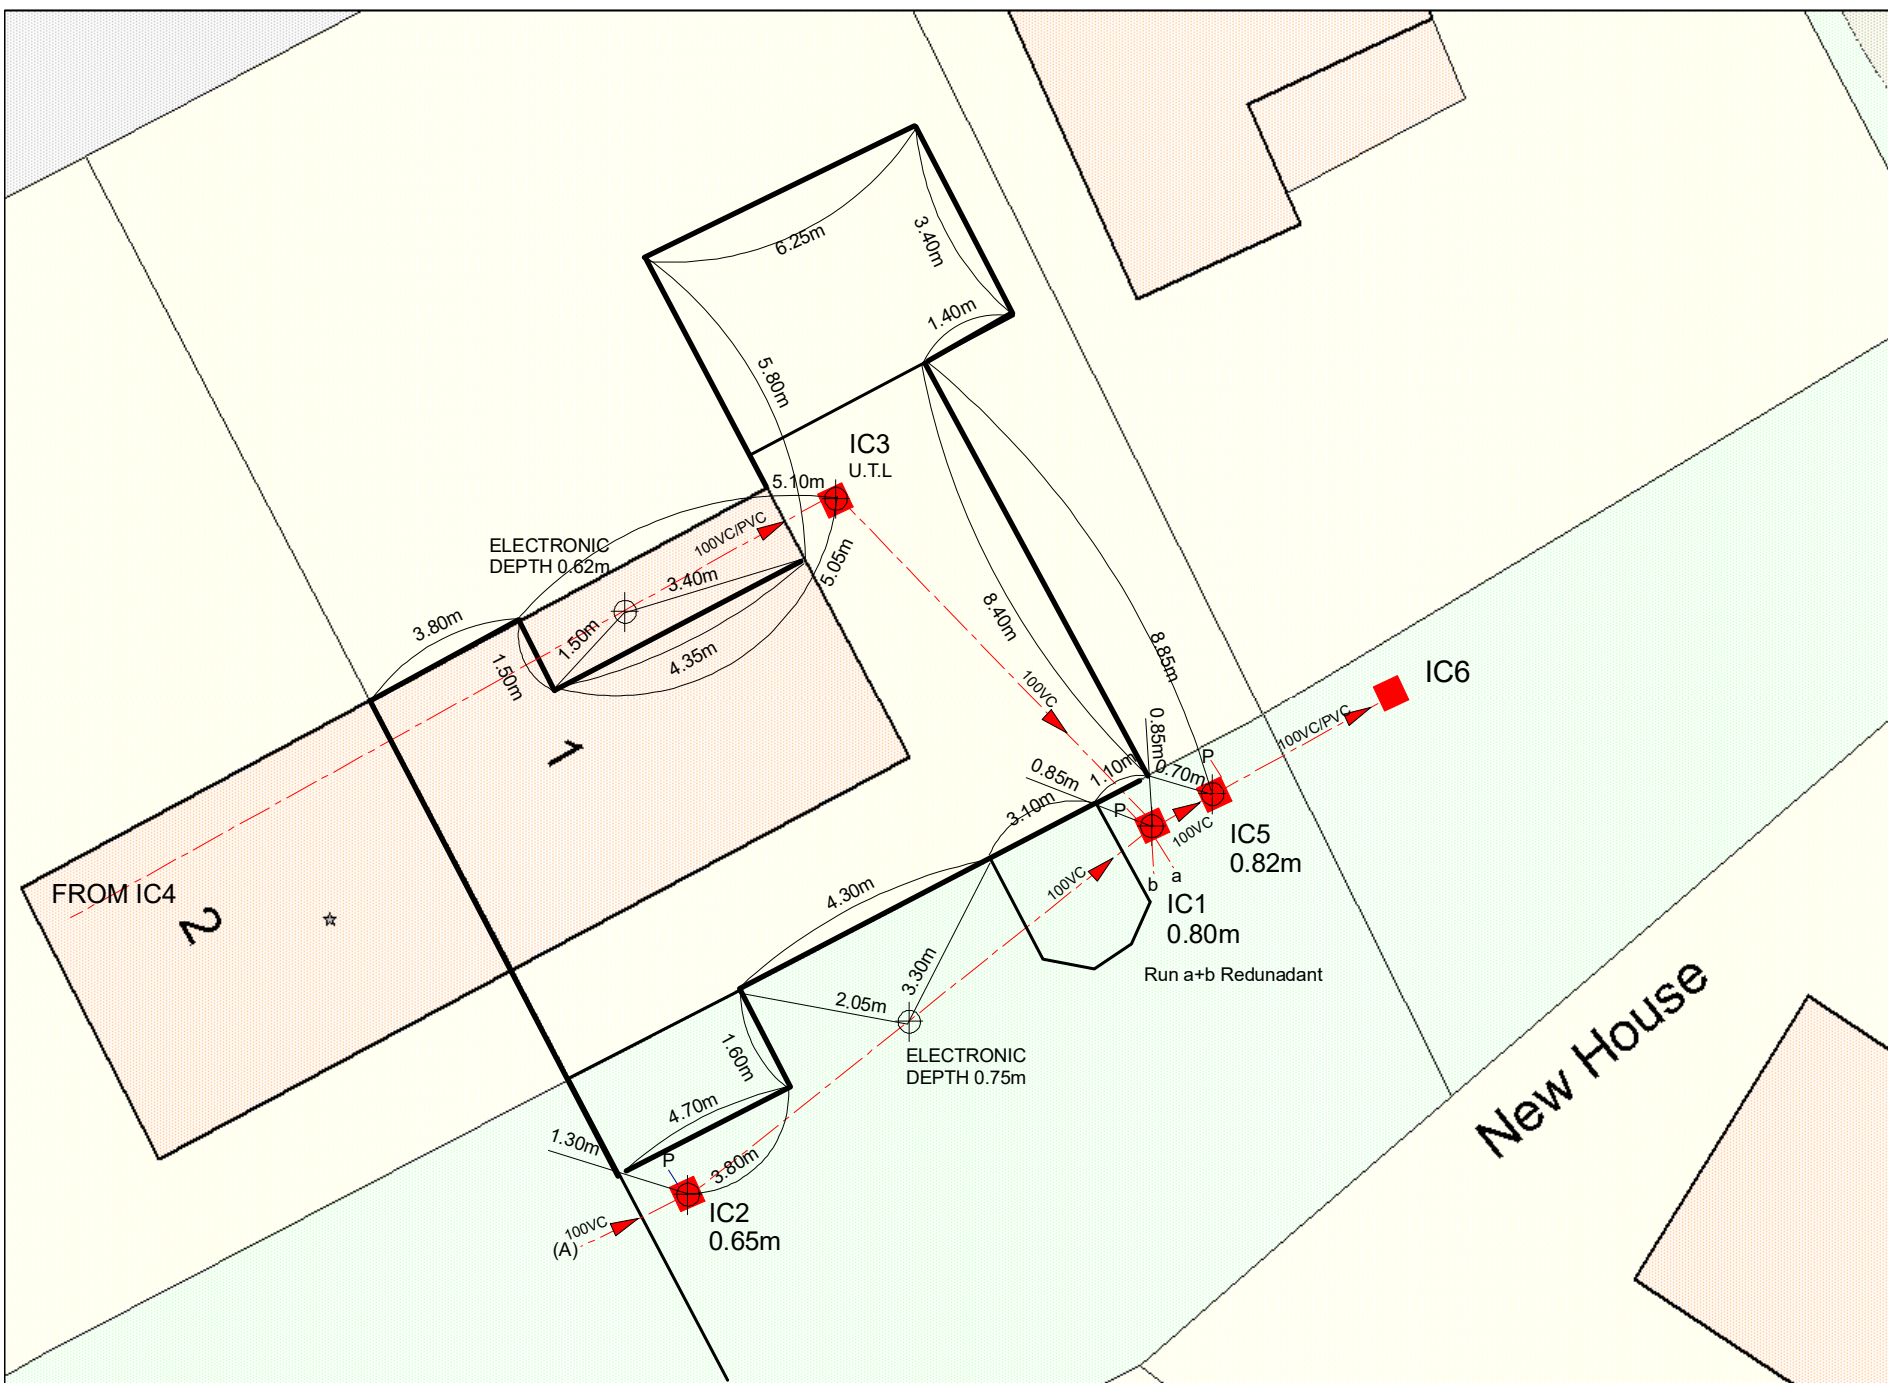 6.25m
3.40m
1.40m
5.80m
IC3
U.T.L
5.10m
100VC/PVC
ELECTRONIC
DEPTH 0.62m
3.40m
5.05m
3.80m
1.50m
1.50m
4.35m
8.40m
8.85m
100VC
IC6
100VC/PVC
0.85m
P
0.70m
1.10m
0.85m
P
3.10m
100VC
IC5
0.82m
1
2
FROM IC4
4.30m
100VC
b
a
IC1
0.80m
Run a+b Redunadant
3.30m
2.05m
ELECTRONIC
DEPTH 0.75m
1.60m
4.70m
1.30m
P
3.80m
IC2
0.65m
100VC
(A)
New House